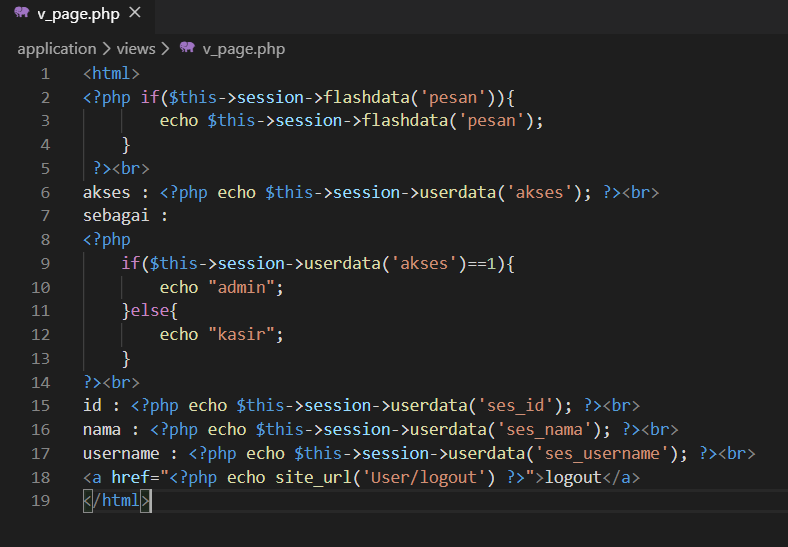 v_page.php
application > views > v_page.php
1 <html>
2 <?php if($this->session->flashdata('pesan')){
3 echo $this->session->flashdata('pesan');
4 }
5 ?><br>
6 akses : <?php echo $this->session->userdata('akses'); ?><br>
7 sebagai :
8 <?php
9 if($this->session->userdata('akses')==1){
10 echo "admin";
11 }else{
12 echo "kasir";
13 }
14 ?><br>
15 id : <?php echo $this->session->userdata('ses_id'); ?><br>
16 nama : <?php echo $this->session->userdata('ses_nama'); ?><br>
17 username : <?php echo $this->session->userdata('ses_username'); ?><br>
18 <a href="<?php echo site_url('User/logout') ?>">logout</a>
19 </html>